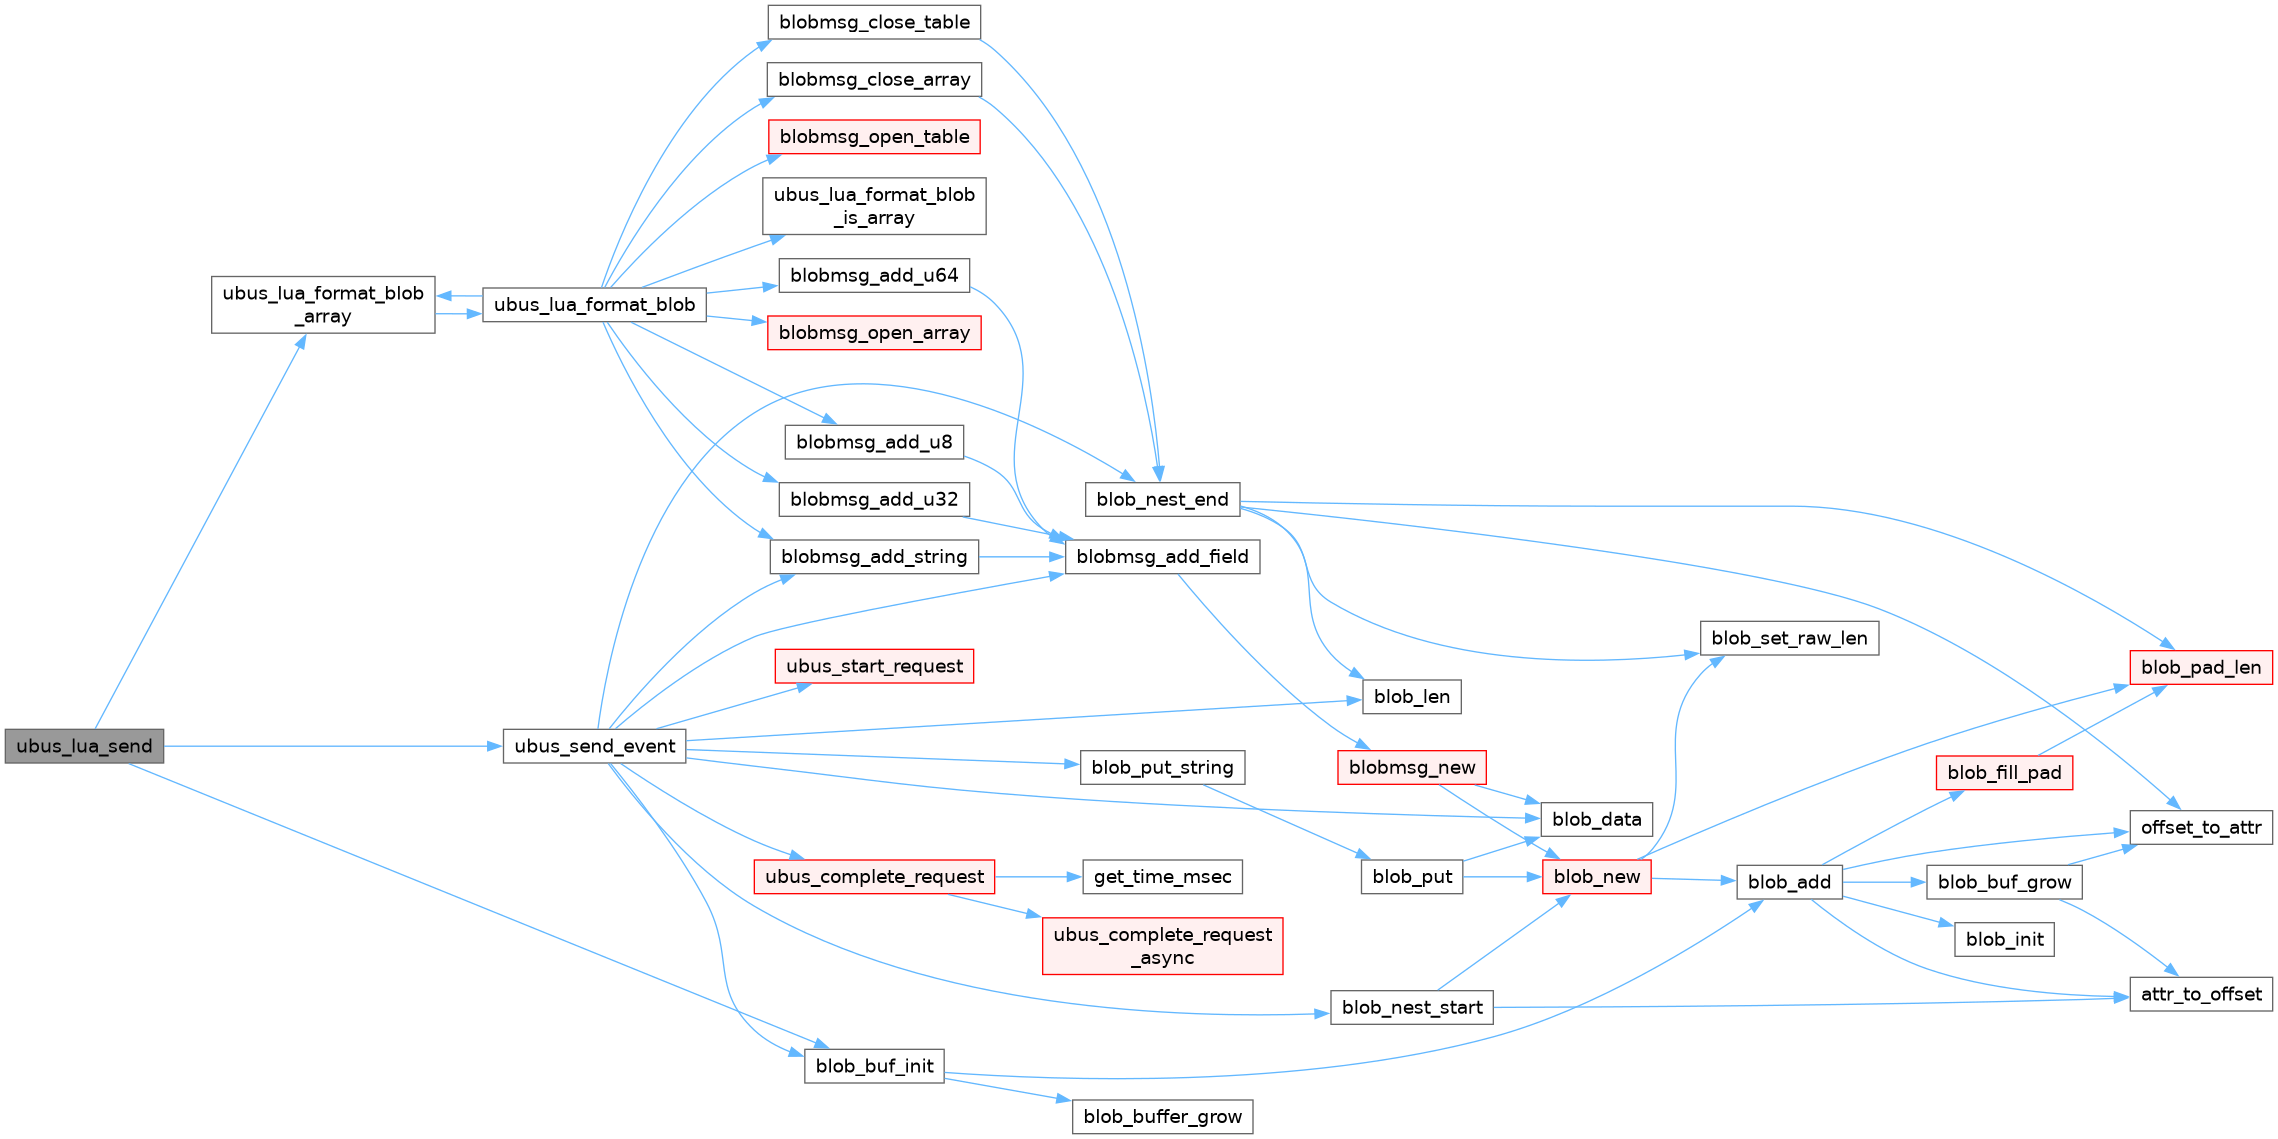 blobmsg_close_table
blobmsg_close_array
blobmsg_open_table
ubus_lua_format_blob
_is_array
blobmsg_add_u64
ubus_lua_format_blob
_array
ubus_lua_format_blob
blobmsg_open_array
blobmsg_add_u8
blobmsg_add_u32
blob_nest_end
blobmsg_add_string
blobmsg_add_field
blob_set_raw_len
ubus_start_request
blob_pad_len
blob_len
ubus_lua_send
ubus_send_event
blob_put_string
blobmsg_new
blob_fill_pad
blob_data
offset_to_attr
ubus_complete_request
get_time_msec
blob_put
blob_new
blob_add
blob_buf_grow
ubus_complete_request
_async
blob_init
blob_nest_start
attr_to_offset
blob_buf_init
blob_buffer_grow